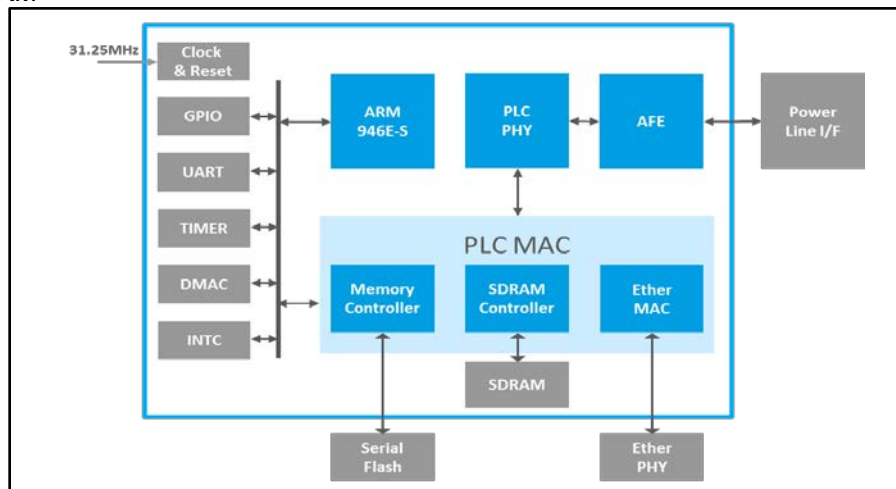 31.25MHz
Clock
& Reset
GPIO
UART
TIMER
DMAC
INTC
ARM
946E-S
PLC
PHY
AFE
Power
Line I/F
PLC MAC
Memory
Controller
SDRAM
Controller
Ether
MAC
SDRAM
Serial
Flash
Ether
PHY